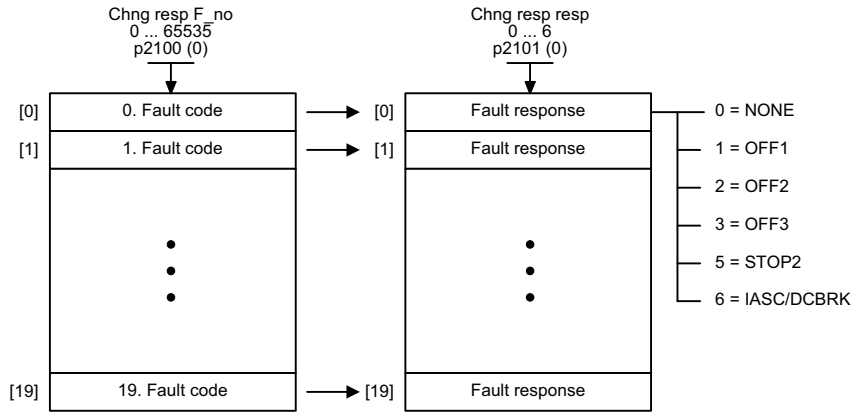 Chng resp F_no
0 ... 65535
p2100 (0)
Chng resp resp
0 ... 6
p2101 (0)
[0] 0. Fault code [0] Fault response 0 = NONE
[1] 1. Fault code [1] Fault response 1 = OFF1
2 = OFF2
3 = OFF3
5 = STOP2
6 = IASC/DCBRK
[19] 19. Fault code [19] Fault response